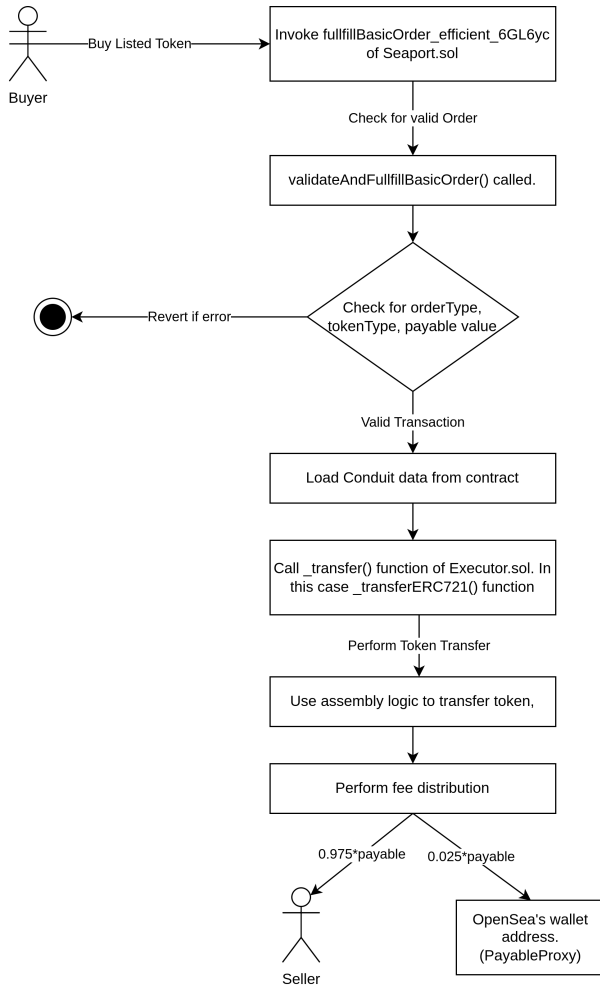 Buy Listed Token
Invoke fullfillBasicOrder_efficient_6GL6yc
of Seaport.sol
Buyer
Check for valid Order
validateAndFullfillBasicOrder() called.
Check for orderType,
tokenType, payable value
Revert if error
Valid Transaction
Load Conduit data from contract
Call _transfer() function of Executor.sol. In
this case _transferERC721() function
Perform Token Transfer
Use assembly logic to transfer token,
Perform fee distribution
0.975*payable
0.025*payable
OpenSea's wallet
address.
(PayableProxy)
Seller